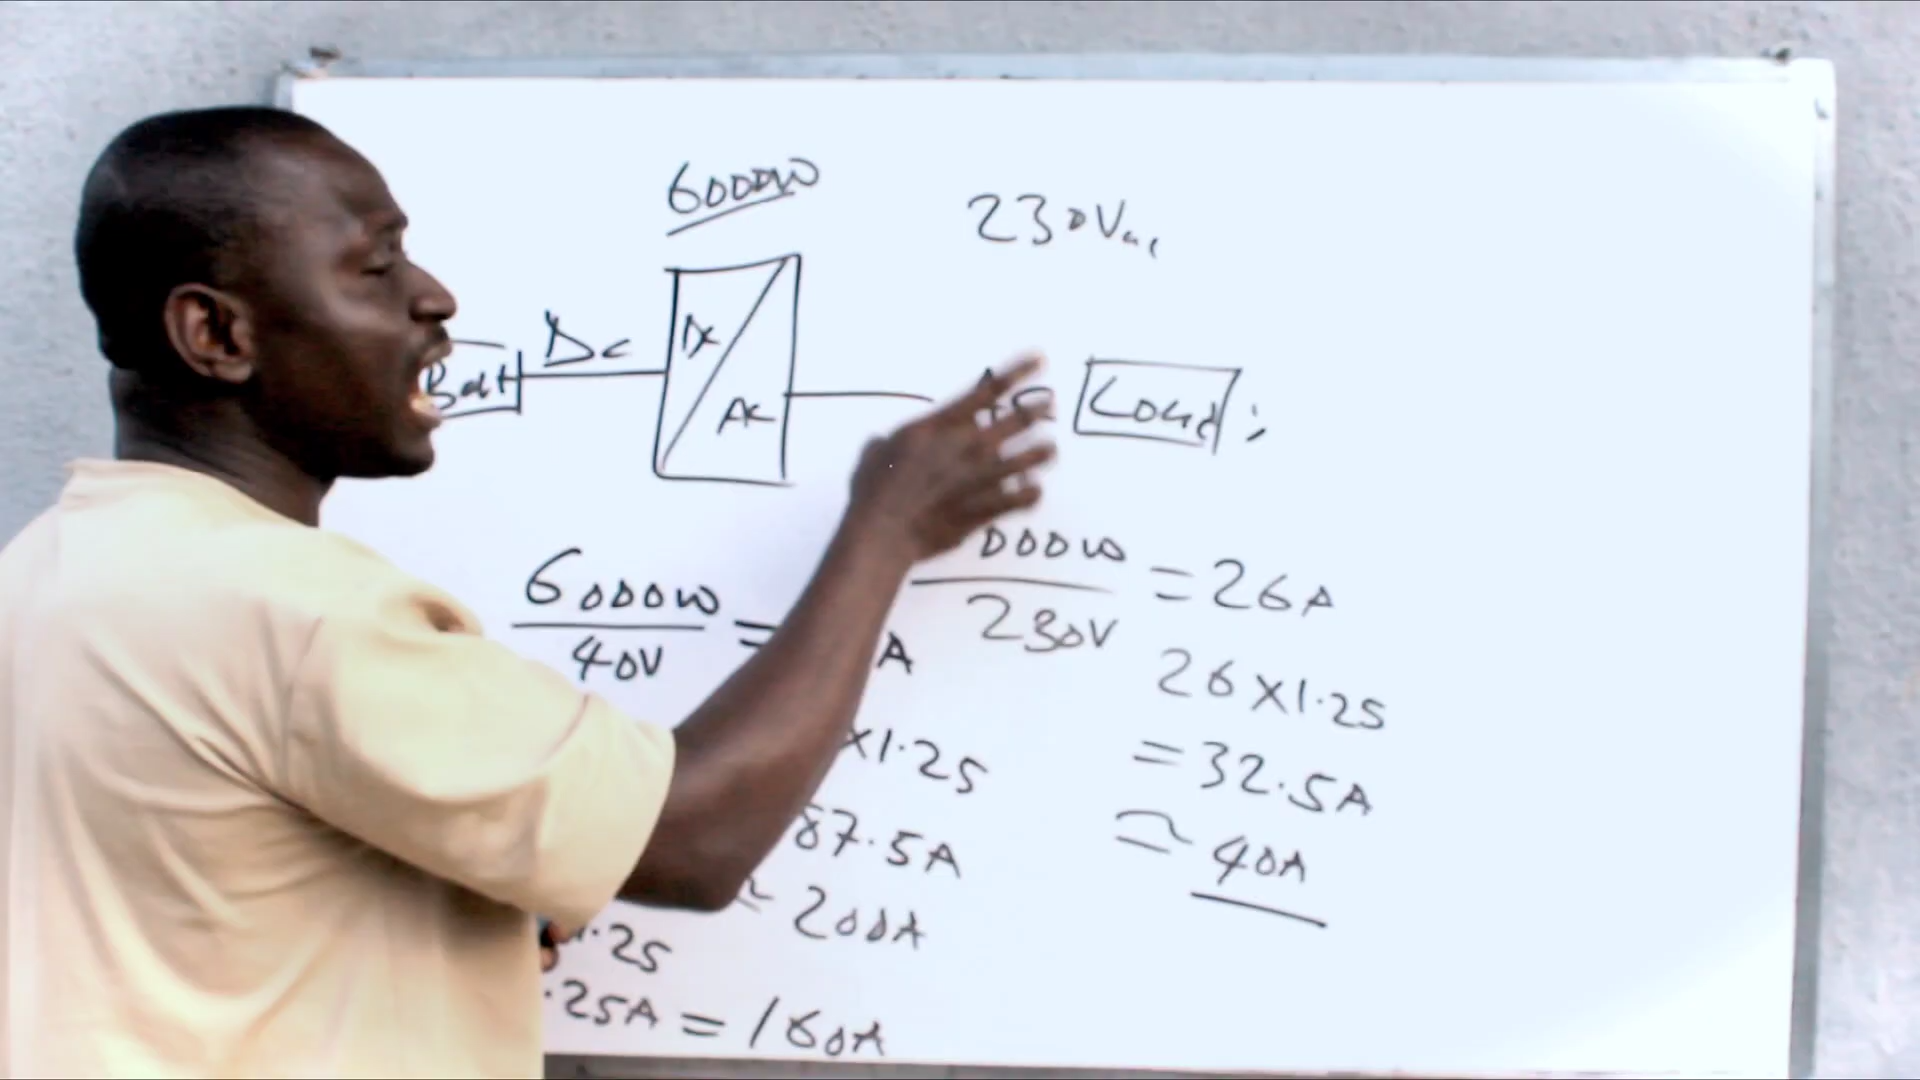 6000W
230Vac
Batt
Dc
DC
AC
Load
6000W
40V
=
A
x1.25
87.5A
≈ 200A
1.25
.25A = 160A
000W
230V
= 26A
26x1.25
= 32.5A
≈ 40A